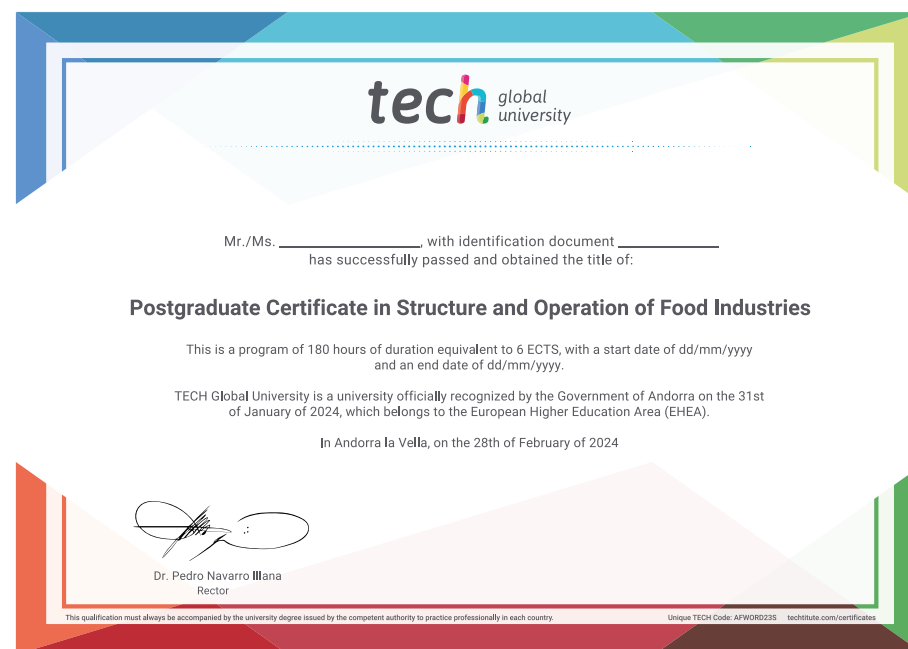 tech global
university
Mr./Ms. ____________, with identification document ____________
has successfully passed and obtained the title of:
Postgraduate Certificate in Structure and Operation of Food Industries
This is a program of 180 hours of duration equivalent to 6 ECTS, with a start date of dd/mm/yyyy
and an end date of dd/mm/yyyy.
TECH Global University is a university officially recognized by the Government of Andorra on the 31st
of January of 2024, which belongs to the European Higher Education Area (EHEA).
In Andorra la Vella, on the 28th of February of 2024
Dr. Pedro Navarro Illana
Rector
This qualification must always be accompanied by the university degree issued by the competent authority to practice professionally in each country. Unique TECH Code: AFWORD23S techtitute.com/certificates